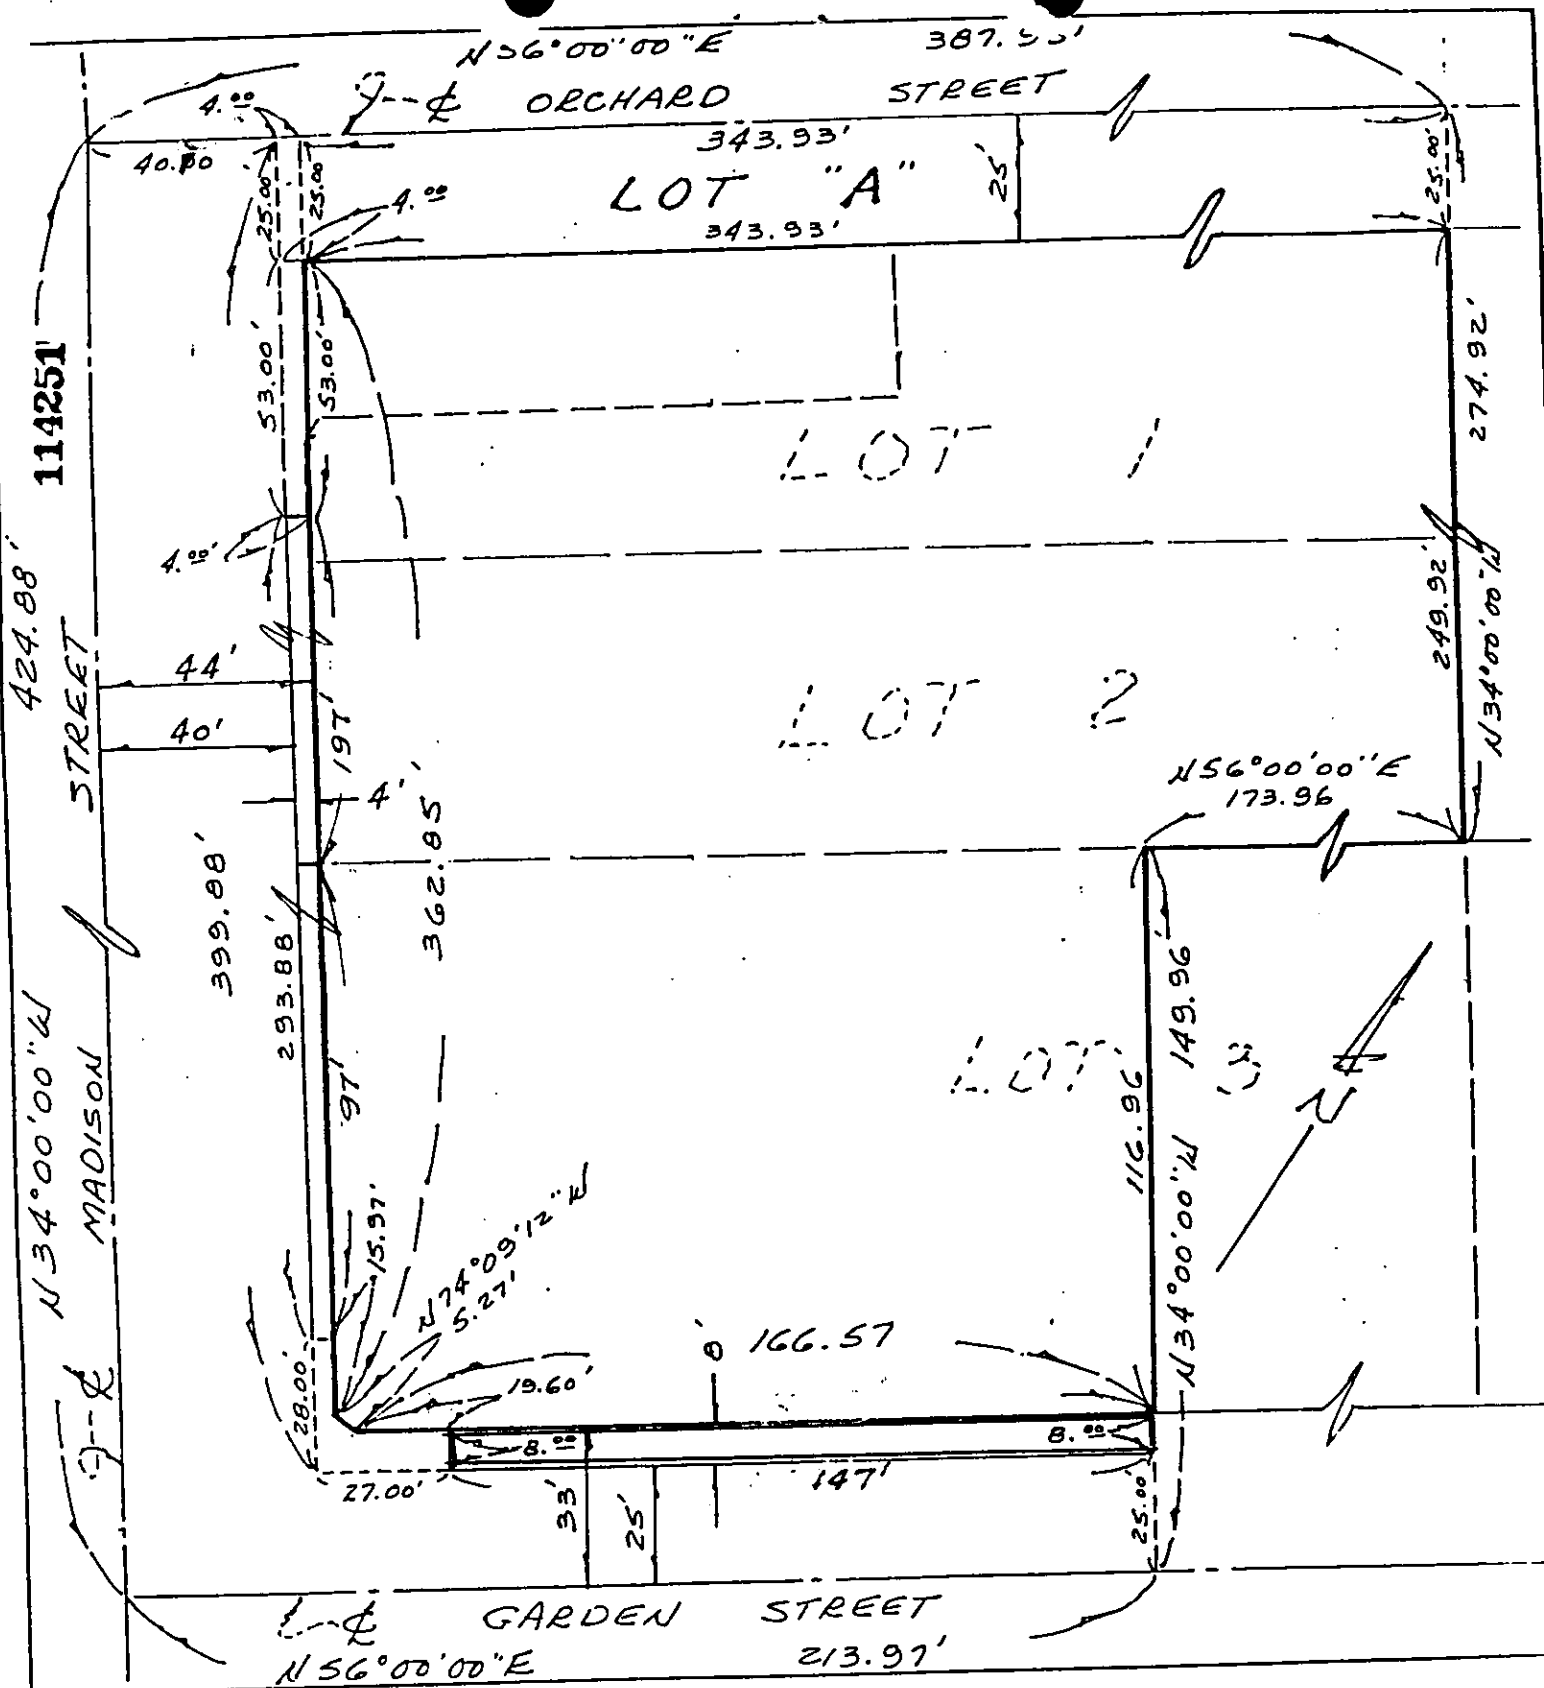 N56°00'00"E 387.93'
4.00 ℄ ORCHARD STREET
40.00 343.93'
25.00' 25.00 LOT "A" 25' 25.00'
4.00
343.93'
114251
53.00' 53.00' 274.92'
LOT 1
4.00'
424.88' 249.92' N34°00'00"W
STREET
44'
40' 197' LOT 2
4'
N56°00'00"E
173.96
399.88' 362.85
293.88' 149.96'
N34°00'00"W
MADISON 97' LOT 3 N
116.96
15.97' N74°09'12"E
5.27' N34°00'00"W
℄ 28.00' 8' 166.57
19.60'
8.00 8.00
27.00' 147'
33' 25' 25.00'
℄ GARDEN STREET
N56°00'00"E 213.97'